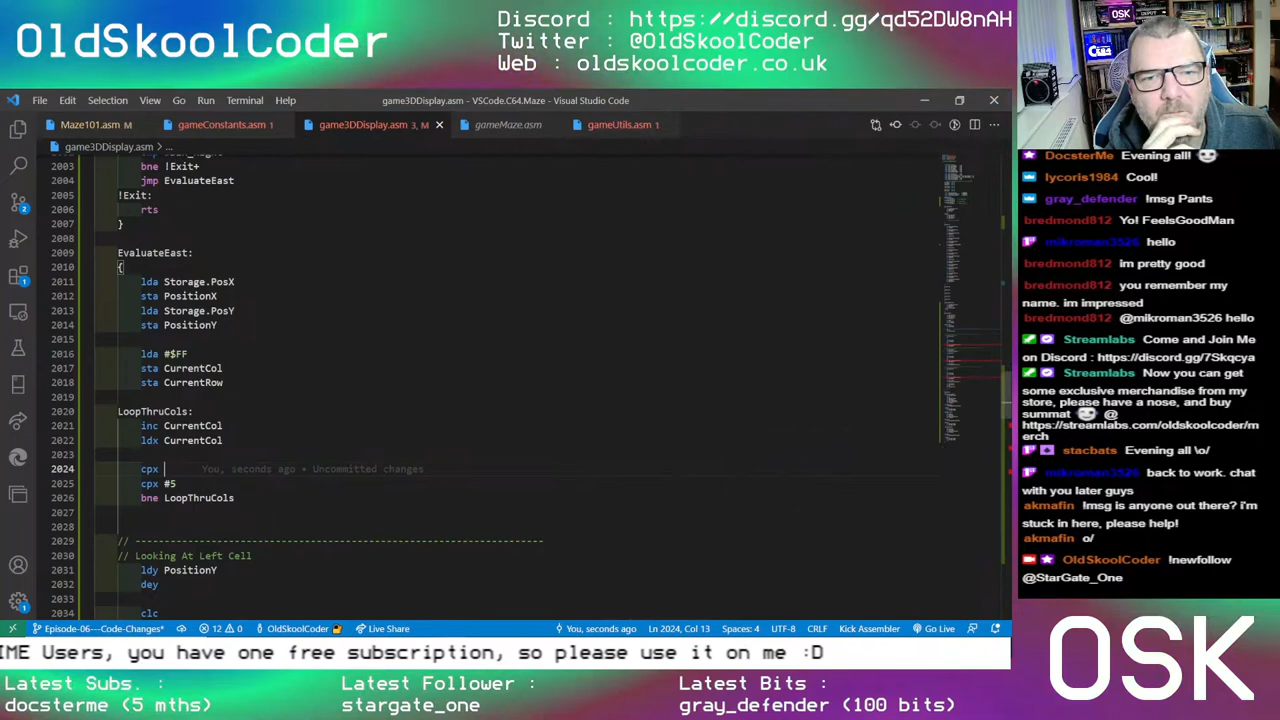 OldSkoolCoder
Discord : https://discord.gg/qd52DW8nAH
Twitter : @OldSkoolCoder
Web : oldskoolcoder.co.uk
File Edit Selection View Go Run Terminal Help
game3DDisplay.asm - VSCode.C64.Maze - Visual Studio Code
Maze101.asm M
gameConstants.asm 1
game3DDisplay.asm 3, M
gameMaze.asm
gameUtils.asm 1
game3DDisplay.asm > ...
2003 bne !Exit+
2004 jmp EvaluateEast
2005 !Exit:
2006 rts
2007 }
2008
2009 EvaluateEast:
2010 {
2011 lda Storage.PosX
2012 sta PositionX
2013 lda Storage.PosY
2014 sta PositionY
2015
2016 lda #$FF
2017 sta CurrentCol
2018 sta CurrentRow
2019
2020 LoopThruCols:
2021 inc CurrentCol
2022 ldx CurrentCol
2023
2024 cpx You, seconds ago • Uncommitted changes
2025 cpx #5
2026 bne LoopThruCols
2027
2028
2029 // -----------------------------------------------------------------------
2030 // Looking At Left Cell
2031 ldy PositionY
2032 dey
2033
2034 clc
Episode-06---Code-Changes* 12 0 OldSkoolCoder Live Share
You, seconds ago Ln 2024, Col 13 Spaces: 4 UTF-8 CRLF Kick Assembler Go Live
DocsterMe Evening all!
lycoris1984 Cool!
gray_defender !msg Pants
bredmond812 Yo! FeelsGoodMan
mikroman3526 hello
bredmond812 im pretty good
bredmond812 you remember my
name. im impressed
bredmond812 @mikroman3526 hello
Streamlabs Come and Join Me
on Discord : https://discord.gg/7Skqcya
Streamlabs Now you can get
some exclusive merchandise from my
store, please have a nose, and buy
summat @
https://streamlabs.com/oldskoolcoder/m
erch
stacbats Evening all \o/
mikroman3526 back to work. chat
with you later guys
akmafin !msg is anyone out there? I'm
stuck in here, please help!
akmafin o/
OldSkoolCoder !newfollow
@StarGate_One
IME Users, you have one free subscription, so please use it on me :D
OSK
Latest Subs. :
docsterme (5 mths)
Latest Follower :
stargate_one
Latest Bits :
gray_defender (100 bits)